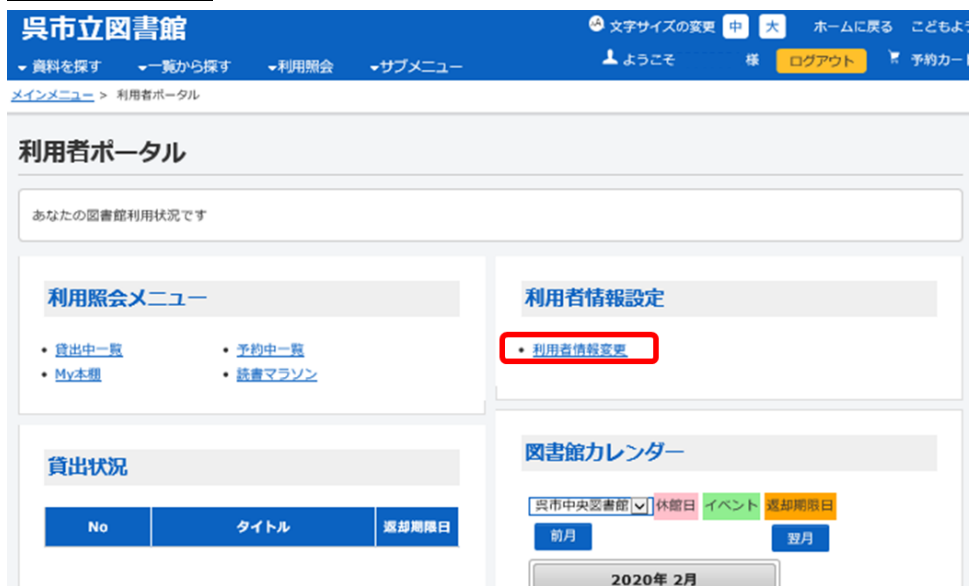 呉市立図書館
文字サイズの変更 中 大 ホームに戻る こどもよ
▼資料を探す ▼一覧から探す ▼利用照会 ▼サブメニュー
ようこそ 様 ログアウト 予約カー
メインメニュー > 利用者ポータル
利用者ポータル
あなたの図書館利用状況です
利用照会メニュー
• 貸出中一覧 • 予約中一覧
• My本棚 • 読書マラソン
利用者情報設定
• 利用者情報変更
貸出状況
No タイトル 返却期限日
図書館カレンダー
呉市中央図書館 休館日 イベント 返却期限日
前月 翌月
2020年 2月